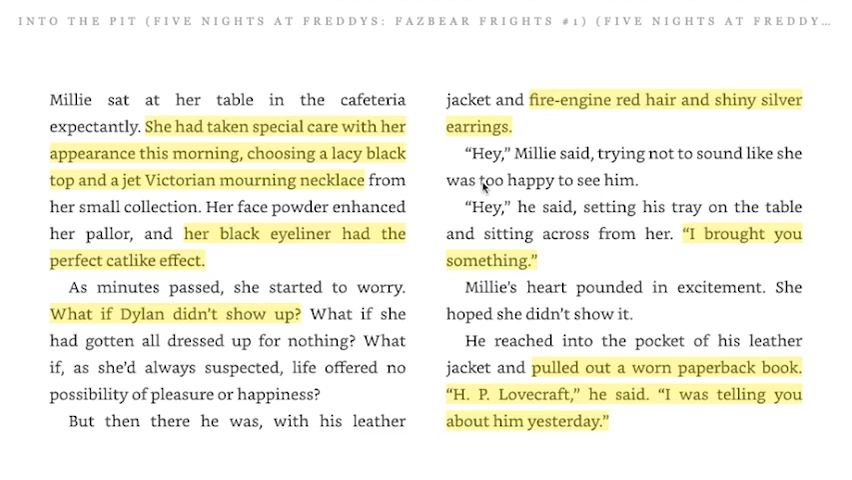 INTO THE PIT (FIVE NIGHTS AT FREDDYS: FAZBEAR FRIGHTS #1) (FIVE NIGHTS AT FREDDY…
Millie sat at her table in the cafeteria
expectantly. She had taken special care with her
appearance this morning, choosing a lacy black
top and a jet Victorian mourning necklace from
her small collection. Her face powder enhanced
her pallor, and her black eyeliner had the
perfect catlike effect.
As minutes passed, she started to worry.
What if Dylan didn’t show up? What if she
had gotten all dressed up for nothing? What
if, as she’d always suspected, life offered no
possibility of pleasure or happiness?
But then there he was, with his leather
jacket and fire-engine red hair and shiny silver
earrings.
“Hey,” Millie said, trying not to sound like she
was too happy to see him.
“Hey,” he said, setting his tray on the table
and sitting across from her. “I brought you
something.”
Millie’s heart pounded in excitement. She
hoped she didn’t show it.
He reached into the pocket of his leather
jacket and pulled out a worn paperback book.
“H. P. Lovecraft,” he said. “I was telling you
about him yesterday.”